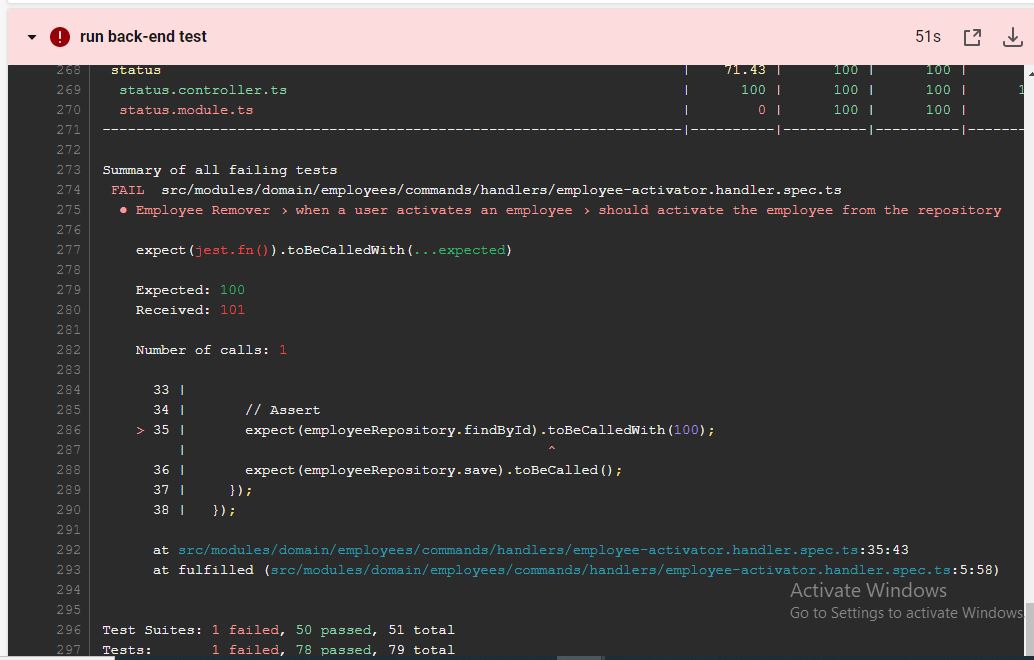 run back-end test 51s
268 status | 71.43 | 100 | 100 |
269 status.controller.ts | 100 | 100 | 100 | 1
270 status.module.ts | 0 | 100 | 100 |
271 ---------------------------------------------------------------------|----------|----------|----------|-------
272
273 Summary of all failing tests
274 FAIL src/modules/domain/employees/commands/handlers/employee-activator.handler.spec.ts
275 ● Employee Remover › when a user activates an employee › should activate the employee from the repository
276
277 expect(jest.fn()).toBeCalledWith(...expected)
278
279 Expected: 100
280 Received: 101
281
282 Number of calls: 1
283
284 33 |
285 34 | // Assert
286 > 35 | expect(employeeRepository.findById).toBeCalledWith(100);
287 | ^
288 36 | expect(employeeRepository.save).toBeCalled();
289 37 | });
290 38 | });
291
292 at src/modules/domain/employees/commands/handlers/employee-activator.handler.spec.ts:35:43
293 at fulfilled (src/modules/domain/employees/commands/handlers/employee-activator.handler.spec.ts:5:58)
294
Activate Windows
295
Go to Settings to activate Windows
296 Test Suites: 1 failed, 50 passed, 51 total
297 Tests: 1 failed, 78 passed, 79 total